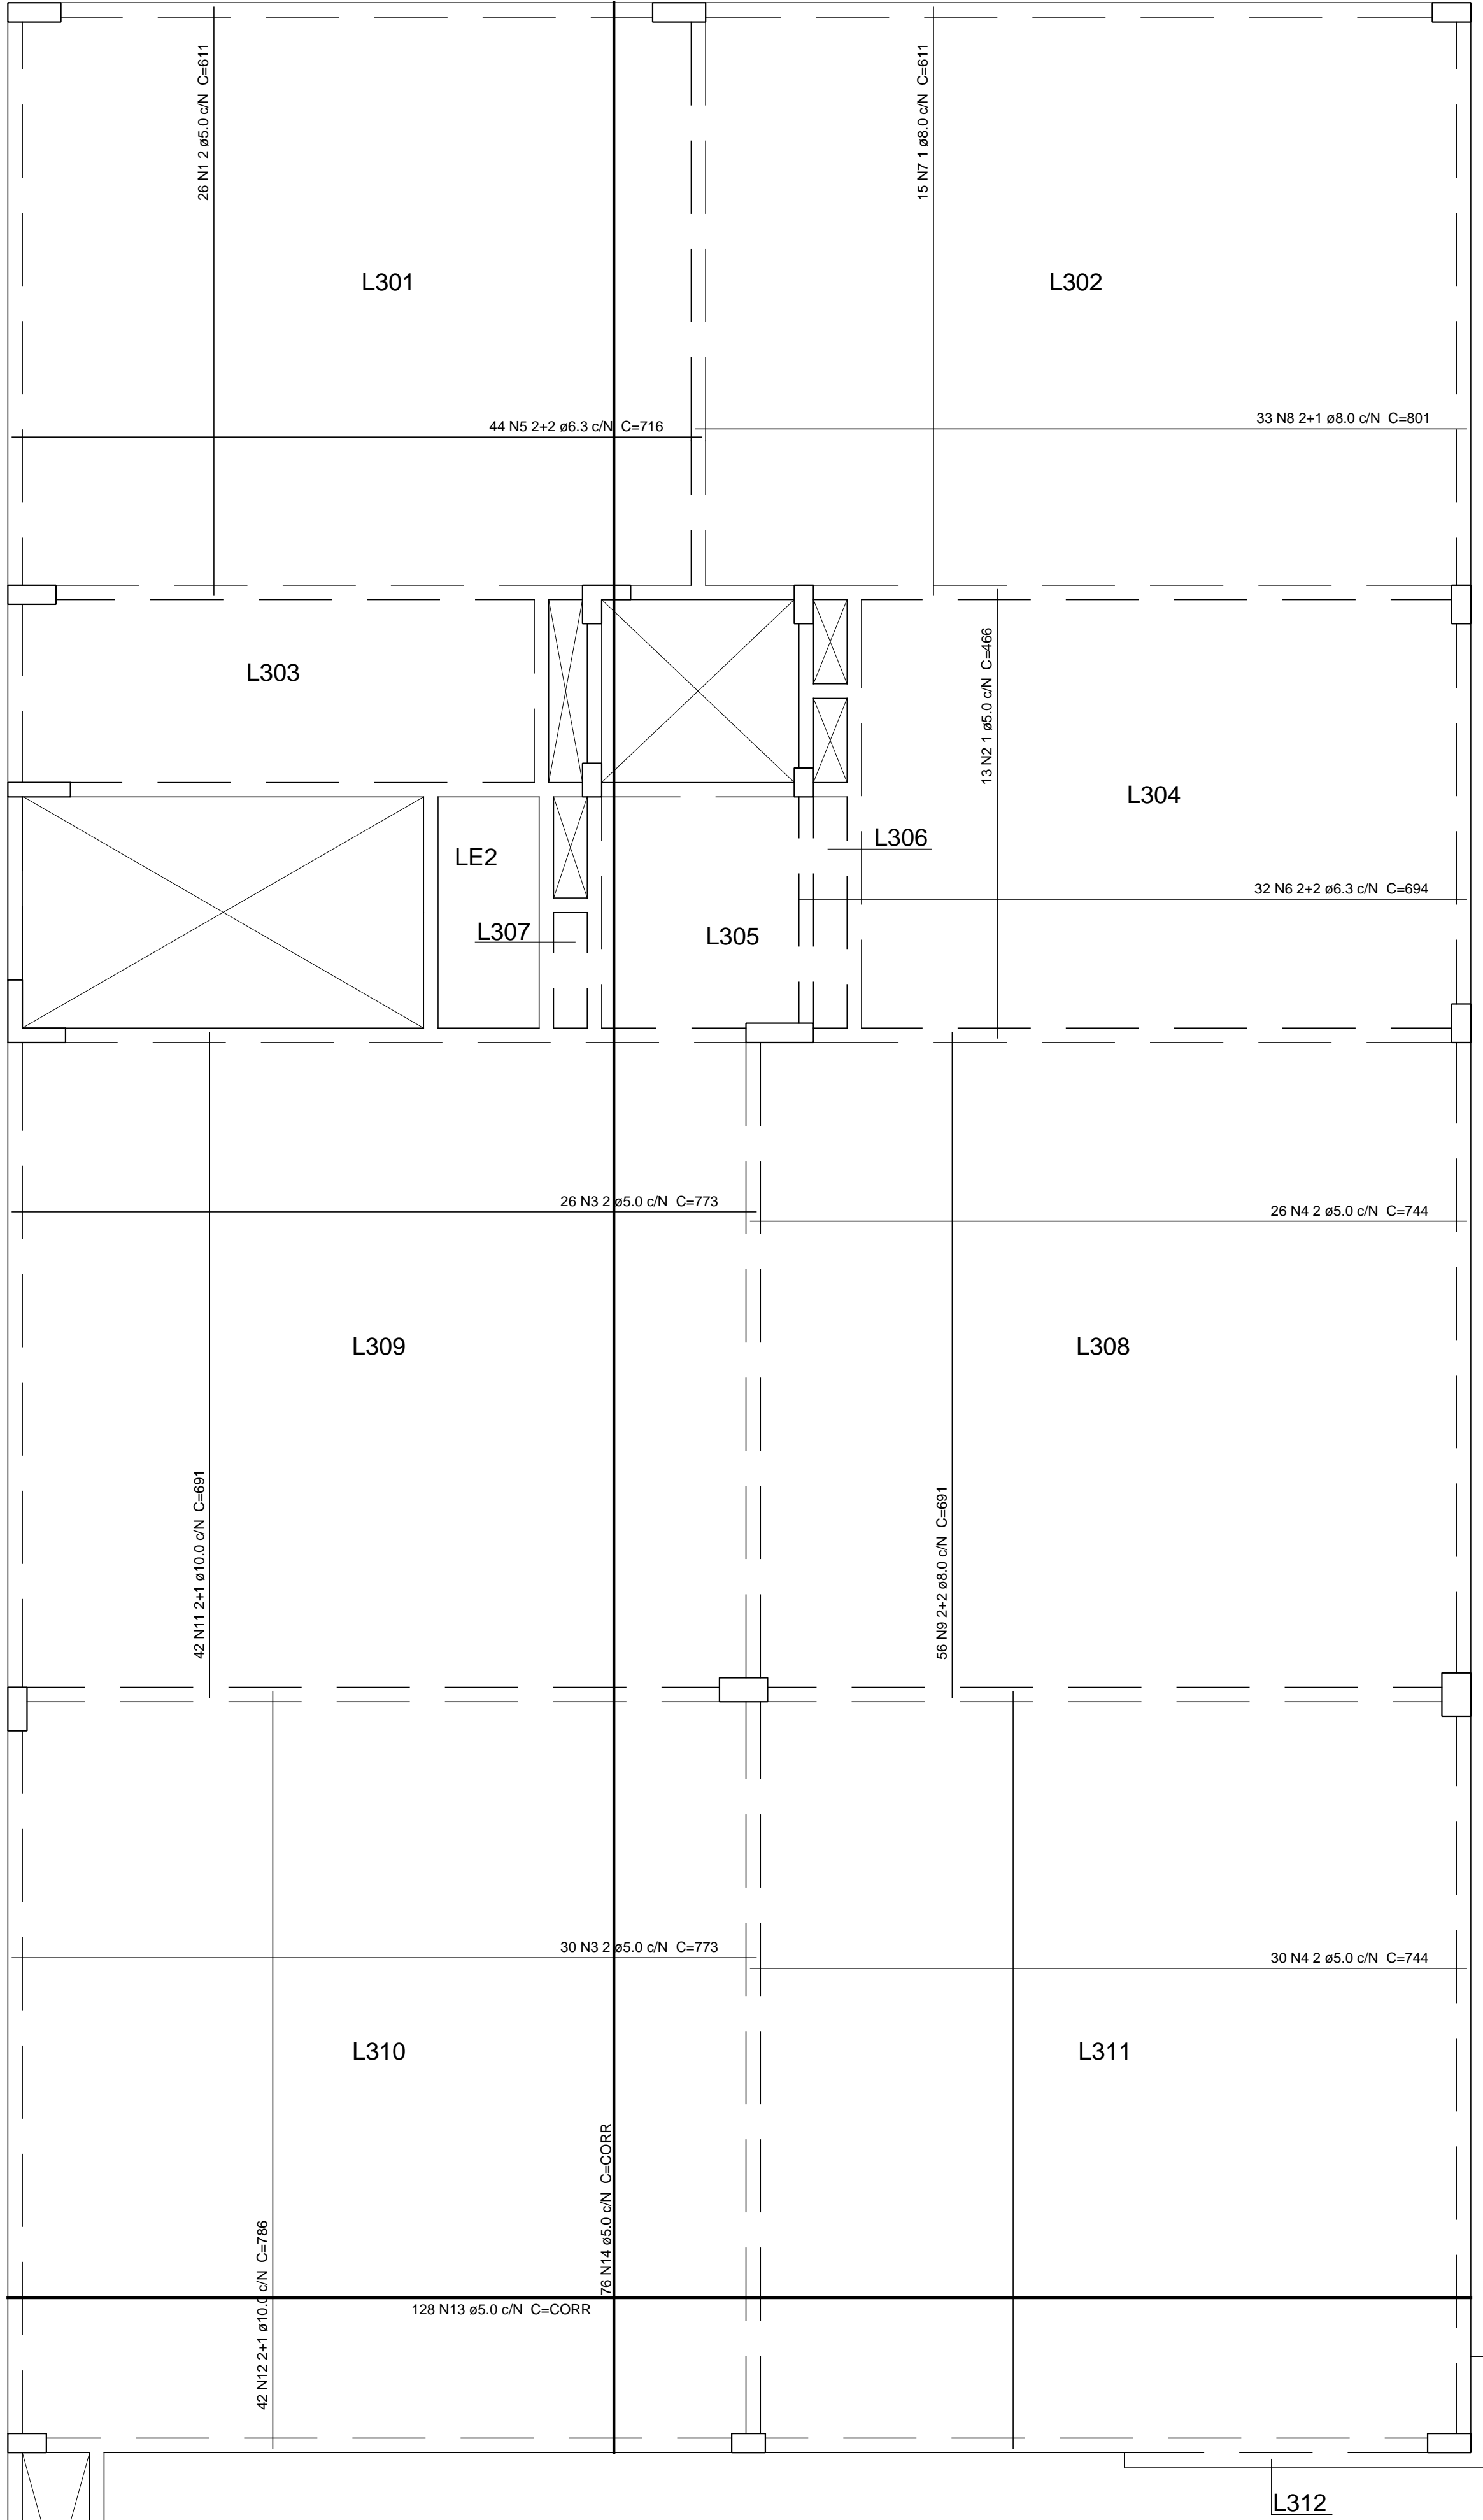 26 N1 2 ø5.0 c/N  C=611
15 N7 1 ø8.0 c/N  C=611
L301
L302
44 N5 2+2 ø6.3 c/N  C=716
33 N8 2+1 ø8.0 c/N  C=801
L303
13 N2 1 ø5.0 c/N  C=466
L304
L306
LE2
32 N6 2+2 ø6.3 c/N  C=694
L307
L305
26 N3 2 ø5.0 c/N  C=773
26 N4 2 ø5.0 c/N  C=744
L309
L308
42 N11 2+1 ø10.0 c/N  C=691
56 N9 2+2 ø8.0 c/N  C=691
30 N3 2 ø5.0 c/N  C=773
30 N4 2 ø5.0 c/N  C=744
L310
L311
76 N14 ø5.0 c/N  C=CORR
42 N12 2+1 ø10.0 c/N  C=786
128 N13 ø5.0 c/N  C=CORR
L312